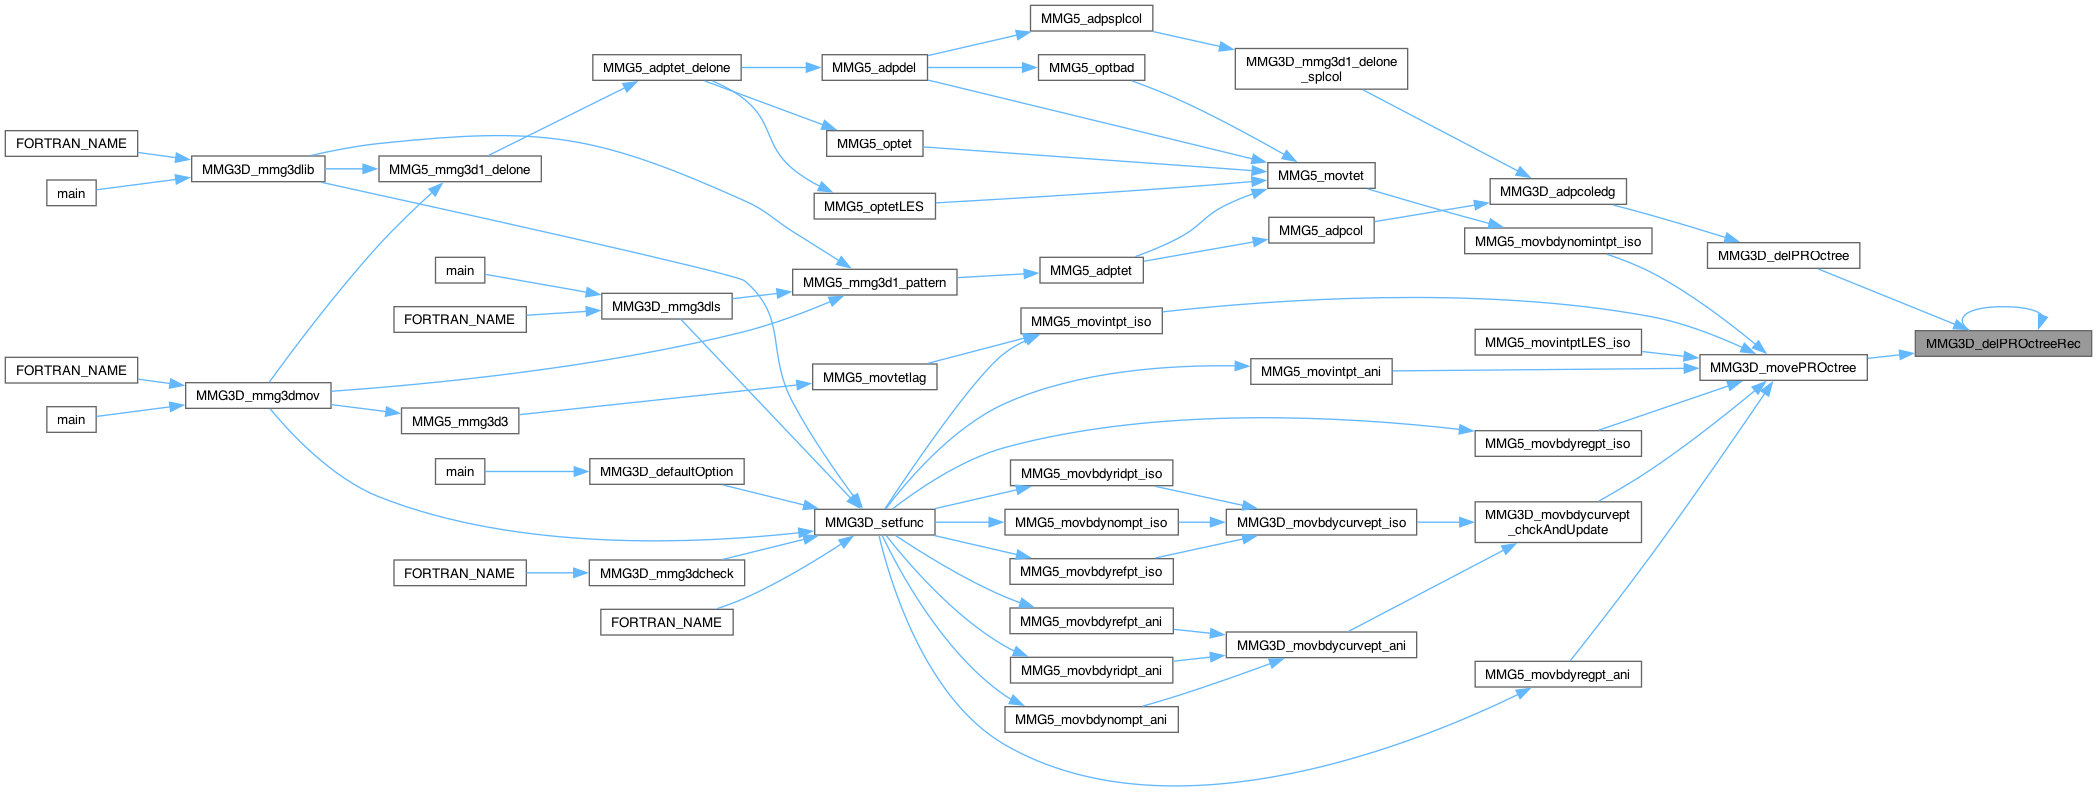 MMG5_adpsplcol
MMG5_adptet_delone
MMG5_adpdel
MMG5_optbad
MMG3D_mmg3d1_delone
_splcol
FORTRAN_NAME
MMG5_optet
MMG3D_mmg3dlib
MMG5_mmg3d1_delone
MMG5_movtet
main
MMG3D_adpcoledg
MMG5_optetLES
MMG5_adpcol
MMG5_movbdynomintpt_iso
MMG3D_delPROctree
main
MMG5_adptet
MMG5_mmg3d1_pattern
MMG3D_mmg3dls
FORTRAN_NAME
MMG5_movintpt_iso
MMG5_movintptLES_iso
MMG3D_delPROctreeRec
FORTRAN_NAME
MMG5_movtetlag
MMG5_movintpt_ani
MMG3D_movePROctree
MMG3D_mmg3dmov
main
MMG5_mmg3d3
MMG5_movbdyregpt_iso
main
MMG3D_defaultOption
MMG5_movbdyridpt_iso
MMG3D_setfunc
MMG5_movbdynompt_iso
MMG3D_movbdycurvept_iso
MMG3D_movbdycurvept
_chckAndUpdate
FORTRAN_NAME
MMG3D_mmg3dcheck
MMG5_movbdyrefpt_iso
FORTRAN_NAME
MMG5_movbdyrefpt_ani
MMG3D_movbdycurvept_ani
MMG5_movbdyridpt_ani
MMG5_movbdyregpt_ani
MMG5_movbdynompt_ani